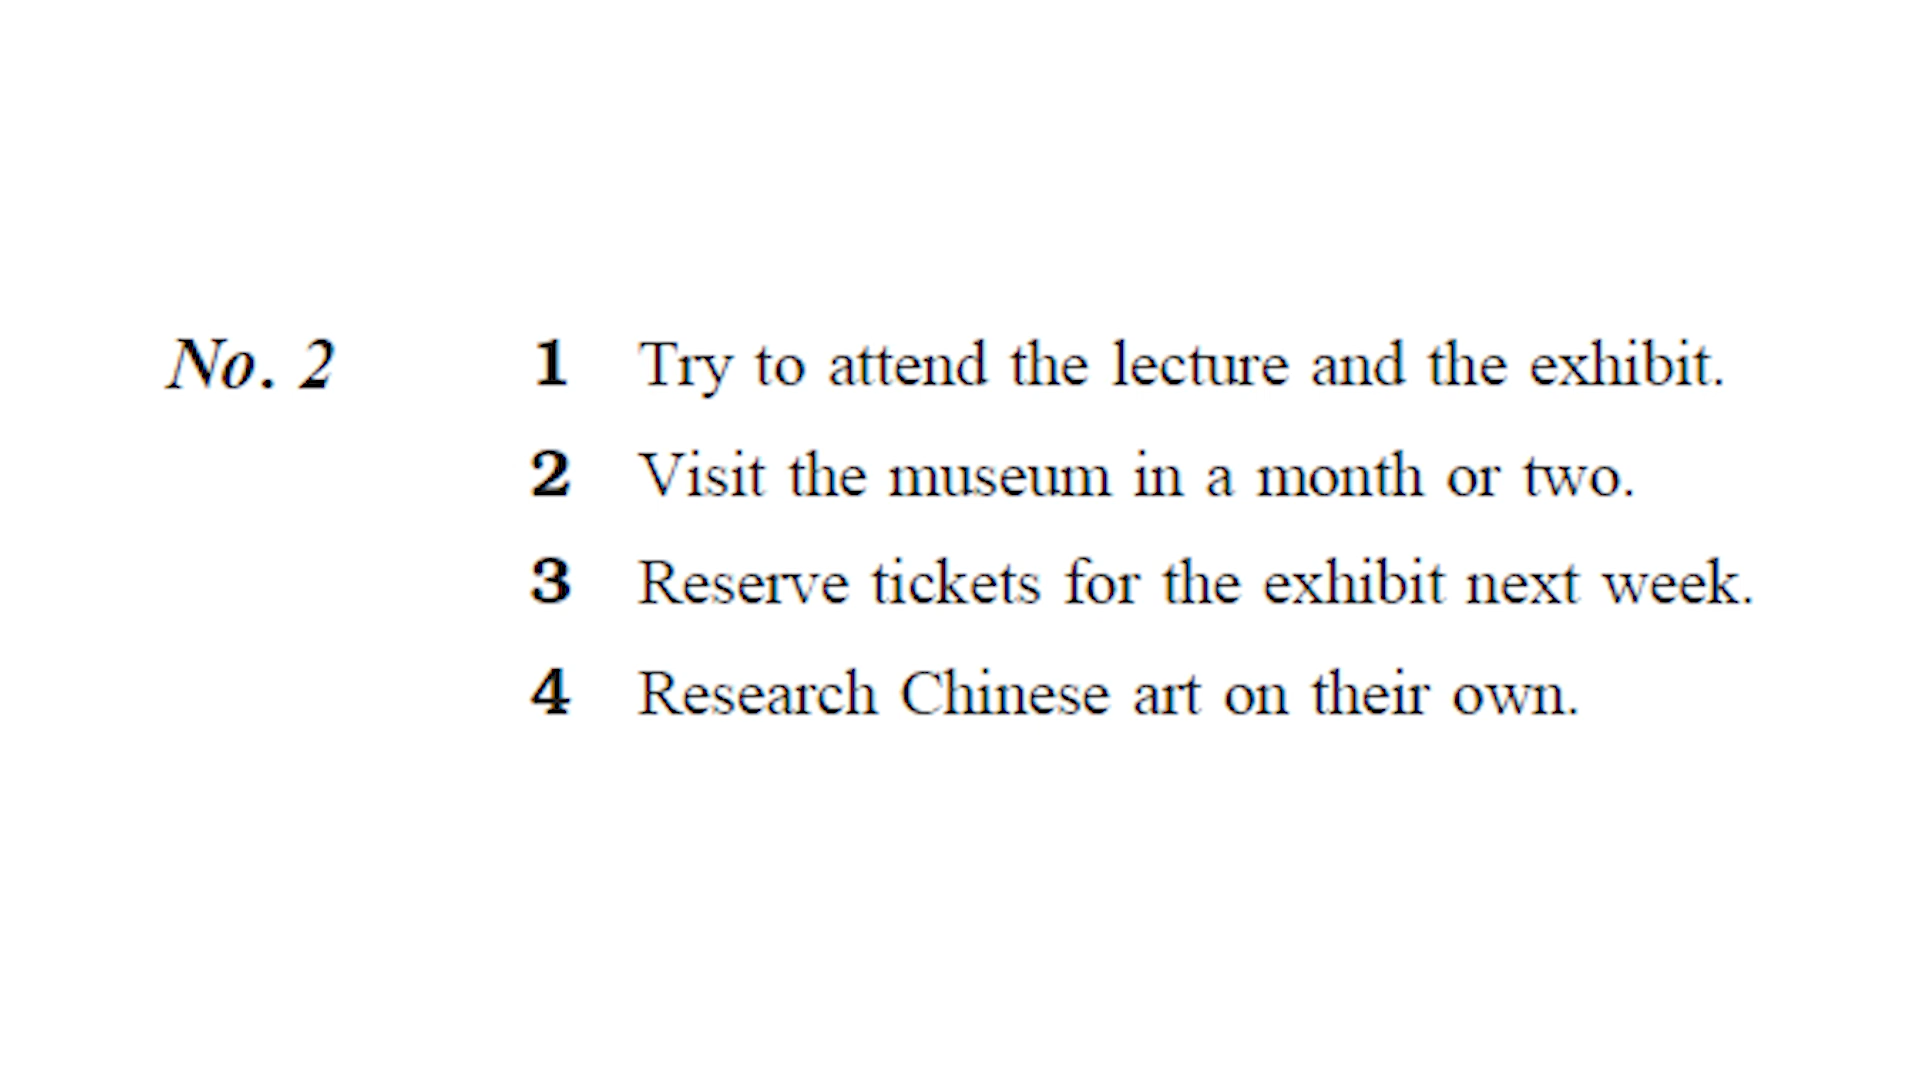 No. 2 1 Try to attend the lecture and the exhibit.
2 Visit the museum in a month or two.
3 Reserve tickets for the exhibit next week.
4 Research Chinese art on their own.